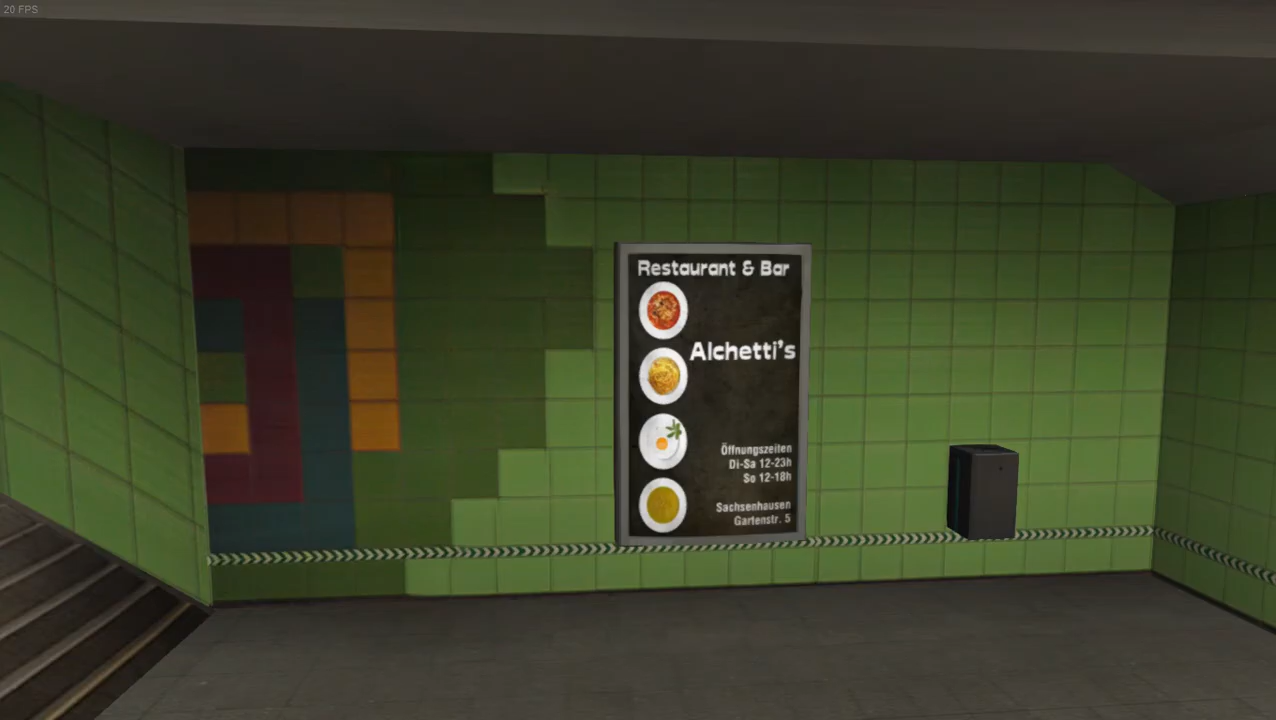 20 FPS
Restaurant & Bar
Alchetti's
Öffnungszeiten
Di-Sa 12-23h
So 12-18h
Sachsenhausen
Gartenstr. 5